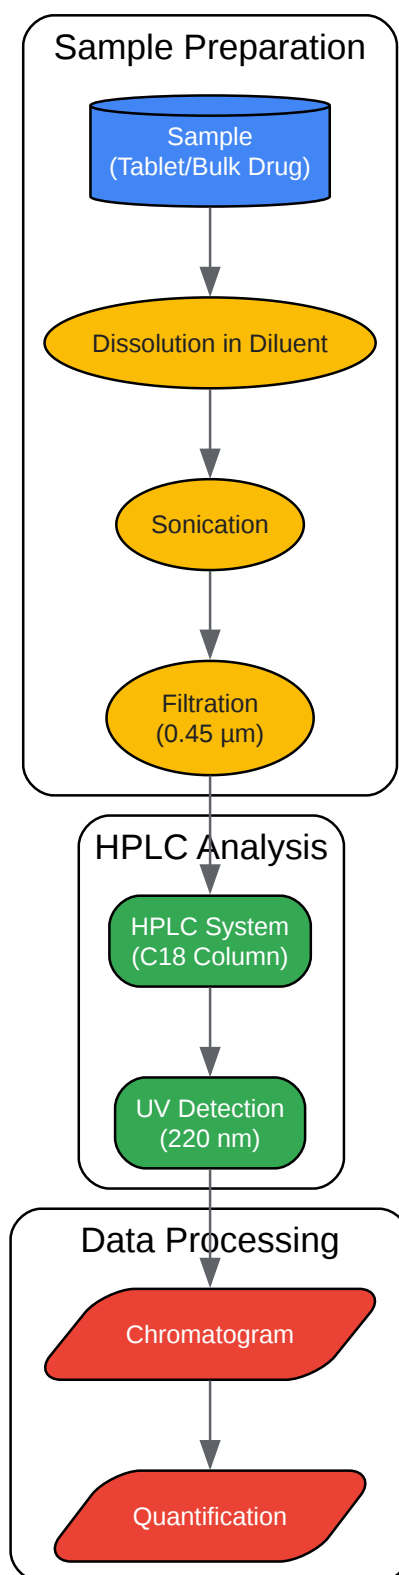 Sample Preparation
Sample
(Tablet/Bulk Drug)
Dissolution in Diluent
Sonication
Filtration
(0.45 µm)
HPLC Analysis
HPLC System
(C18 Column)
UV Detection
(220 nm)
Data Processing
Chromatogram
Quantification